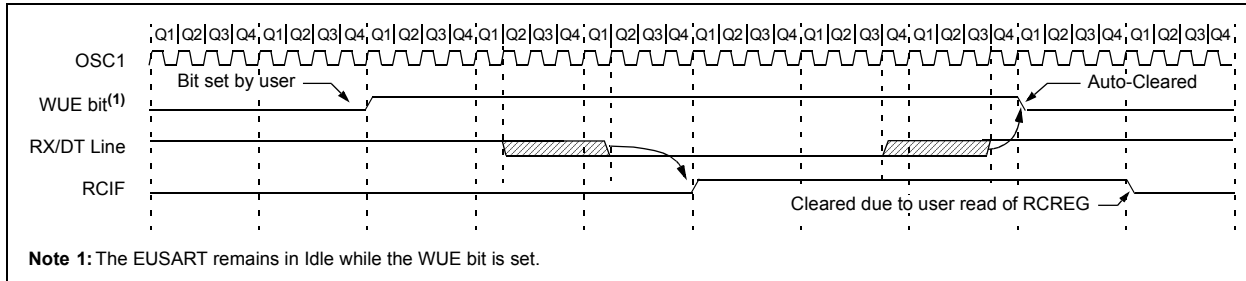 Q1 Q2 Q3 Q4 Q1 Q2 Q3 Q4 Q1 Q2 Q3 Q4 Q1 Q2 Q3 Q4 Q1 Q2 Q3 Q4 Q1 Q2 Q3 Q4 Q1 Q2 Q3 Q4 Q1 Q2 Q3 Q4 Q1 Q2 Q3 Q4 Q1 Q2 Q3 Q4
OSC1
Bit set by user
Auto-Cleared
WUE bit(1)
RX/DT Line
RCIF
Cleared due to user read of RCREG
Note 1: The EUSART remains in Idle while the WUE bit is set.